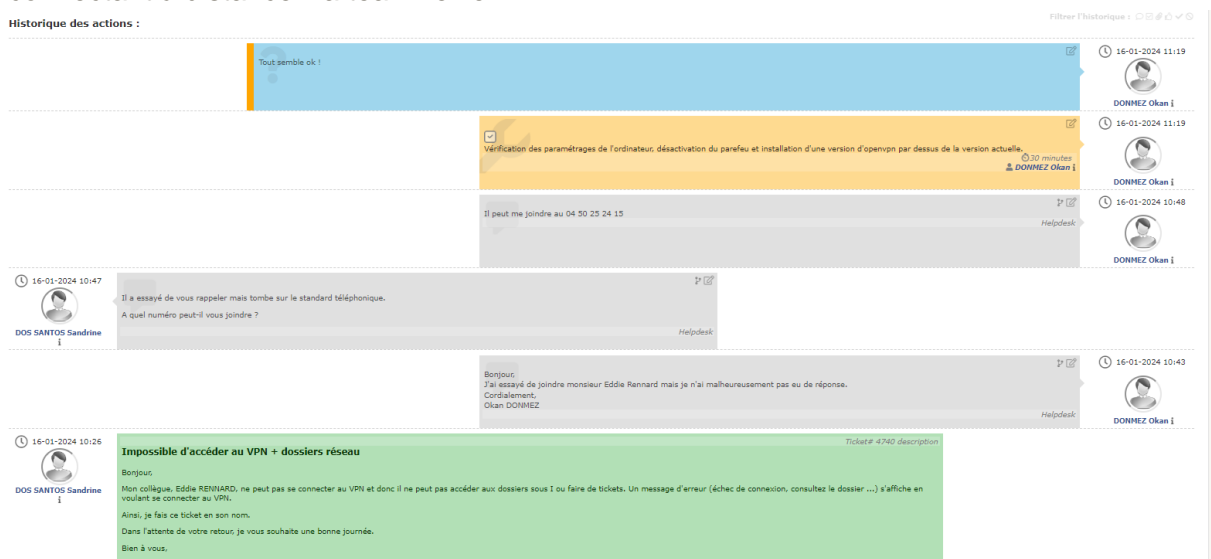 Historique des actions :
Filtrer l'historique :
Tout semble ok !
16-01-2024 11:19
DONMEZ Okan i
16-01-2024 11:19
Vérification des paramétrages de l'ordinateur. désactivation du parefeu et installation d'une version d'openvpn par dessus de la version actuelle.
30 minutes
DONMEZ Okan i
DONMEZ Okan i
16-01-2024 10:48
Il peut me joindre au 04 50 25 24 15
Helpdesk
DONMEZ Okan i
16-01-2024 10:47
Il a essayé de vous rappeler mais tombe sur le standard téléphonique.
A quel numéro peut-il vous joindre ?
DOS SANTOS Sandrine
i
Helpdesk
16-01-2024 10:43
Bonjour,
J'ai essayé de joindre monsieur Eddie Rennard mais je n'ai malheureusement pas eu de réponse.
Cordialement,
Okan DONMEZ
Helpdesk
DONMEZ Okan i
16-01-2024 10:26
Ticket# 4740 description
Impossible d'accéder au VPN + dossiers réseau
Bonjour,
DOS SANTOS Sandrine
i
Mon collègue, Eddie RENNARD, ne peut pas se connecter au VPN et donc il ne peut pas accéder aux dossiers sous I ou faire de tickets. Un message d'erreur (échec de connexion, consultez le dossier ...) s'affiche en
voulant se connecter au VPN.
Ainsi, je fais ce ticket en son nom.
Dans l'attente de votre retour, je vous souhaite une bonne journée.
Bien à vous,